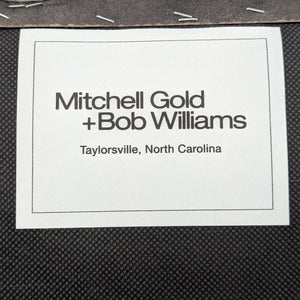 Mitchell Gold
+Bob Williams
Taylorsville, North Carolina